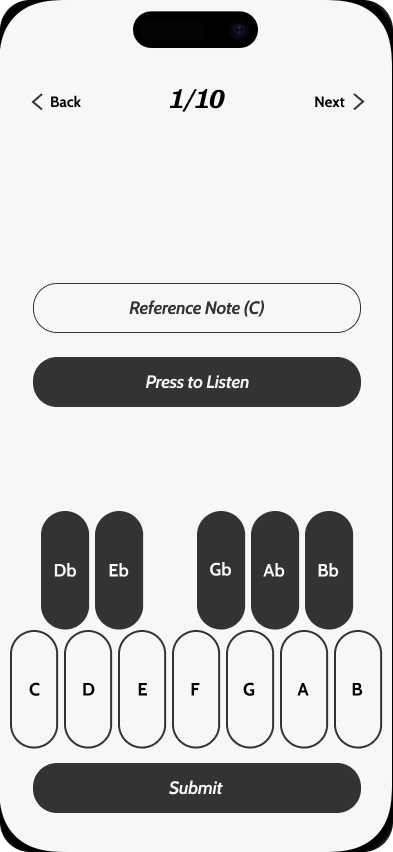 Back 1/10 Next
Reference Note (C)
Press to Listen
Db Eb Gb Ab Bb
C D E F G A B
Submit